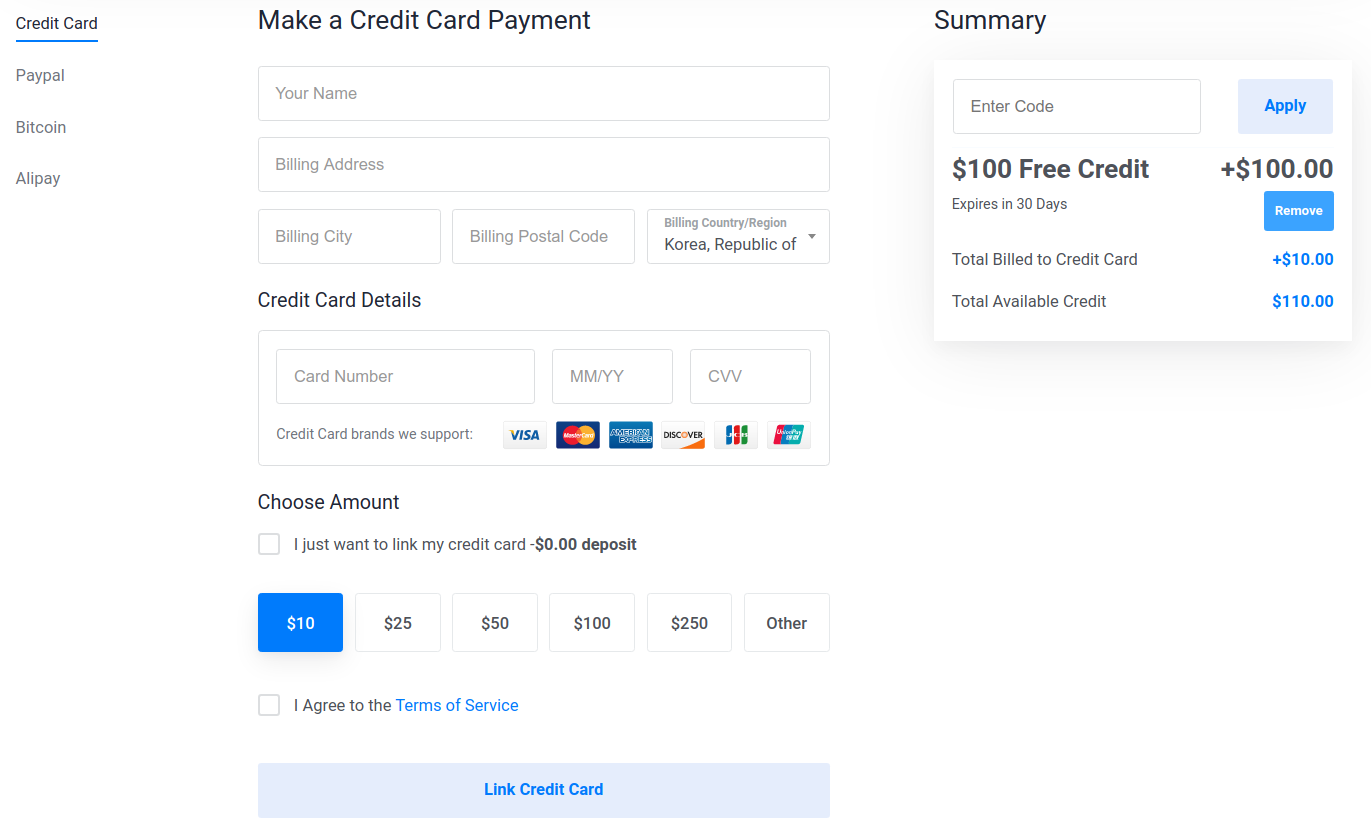 Credit Card
Paypal
Bitcoin
Alipay
Make a Credit Card Payment
Your Name
Billing Address
Billing City
Billing Postal Code
Billing Country/Region
Korea, Republic of
Credit Card Details
Card Number
MM/YY
CVV
Credit Card brands we support:
VISA
MasterCard
AMERICAN EXPRESS
DISCOVER
JCB
UnionPay
Choose Amount
I just want to link my credit card -$0.00 deposit
$10
$25
$50
$100
$250
Other
I Agree to the Terms of Service
Link Credit Card
Summary
Enter Code
Apply
$100 Free Credit +$100.00
Expires in 30 Days
Remove
Total Billed to Credit Card +$10.00
Total Available Credit $110.00